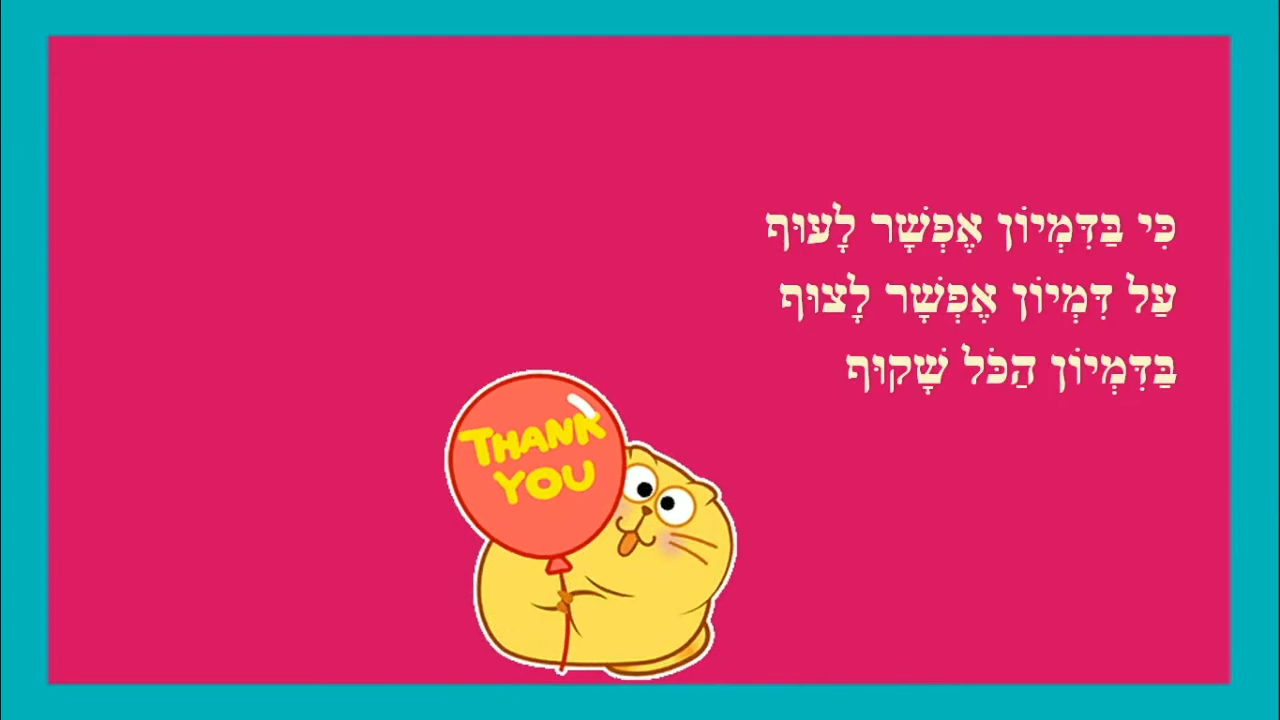 כִּי בַּדִּמְיוֹן אֶפְשָׁר לָעוּף
עַל דִּמְיוֹן אֶפְשָׁר לָצוּף
בַּדִּמְיוֹן הַכֹּל שָׁקוּף
THANK
YOU